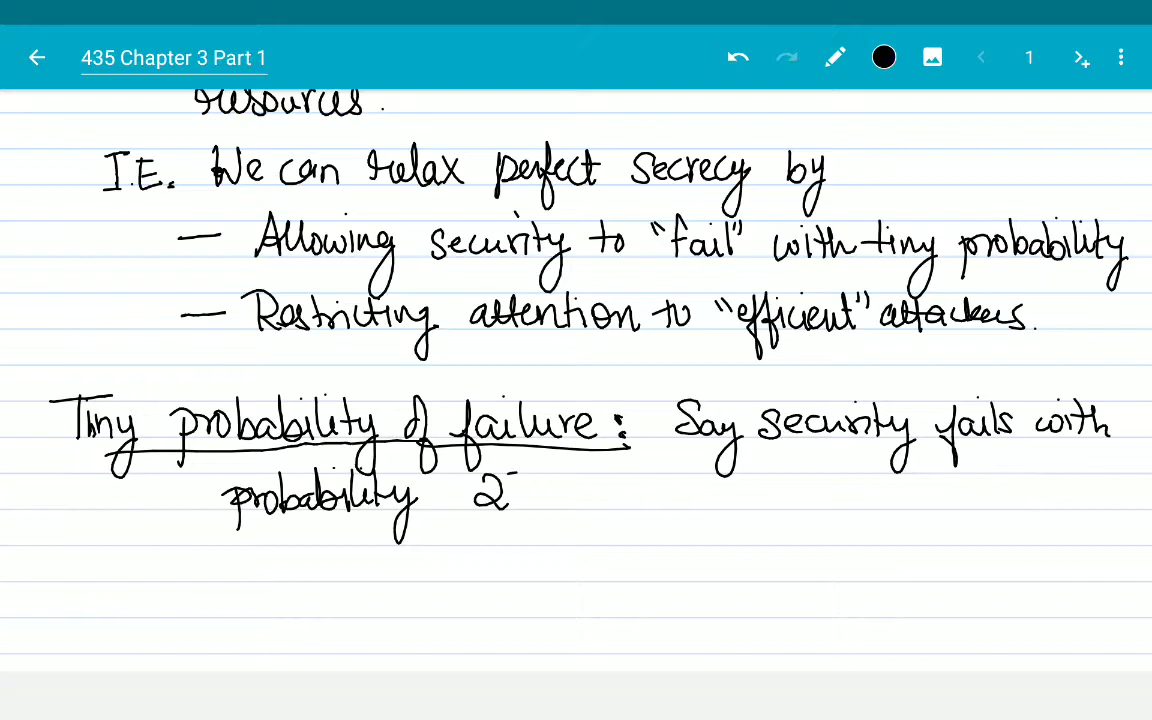 435 Chapter 3 Part 1
1
resources.
I.E. We can relax perfect secrecy by
— Allowing security to "fail" with tiny probability
— Restricting attention to "efficient" attackers.
Tiny probability of failure: Say security fails with
probability 2⁻